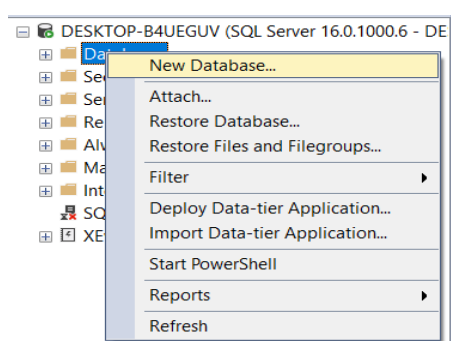 DESKTOP-B4UEGUV (SQL Server 16.0.1000.6 - DE
New Database...
Attach...
Restore Database...
Restore Files and Filegroups...
Filter
Deploy Data-tier Application...
Import Data-tier Application...
Start PowerShell
Reports
Refresh